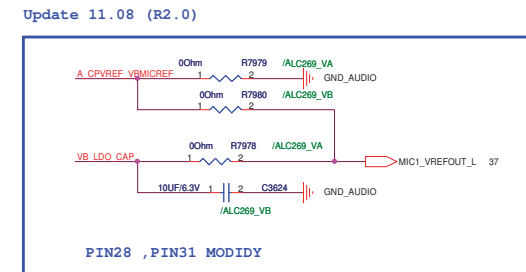 Update 11.08 (R2.0)
0Ohm R7979 /ALC269_VA
A_CPVREF_VBMICREF 1 2 GND_AUDIO
0Ohm R7980 /ALC269_VB
1 2
0Ohm R7978 /ALC269_VA
VB_LDO_CAP 1 2 MIC1_VREFOUT_L 37
10UF/6.3V 1 2 C3624 GND_AUDIO
/ALC269_VB
PIN28 ,PIN31 MODIDY